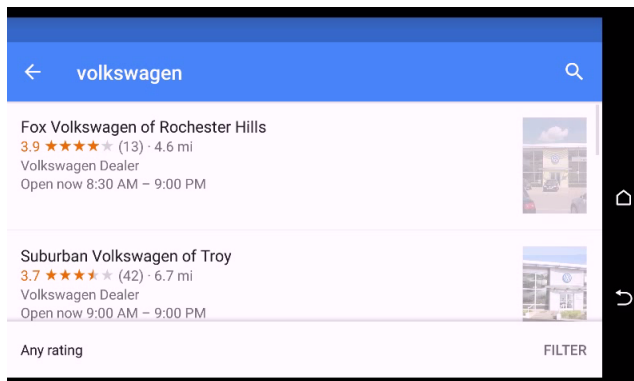 volkswagen
Fox Volkswagen of Rochester Hills
3.9 ★★★★★ (13) · 4.6 mi
Volkswagen Dealer
Open now 8:30 AM – 9:00 PM
Suburban Volkswagen of Troy
3.7 ★★★★★ (42) · 6.7 mi
Volkswagen Dealer
Open now 9:00 AM – 9:00 PM
Any rating
FILTER